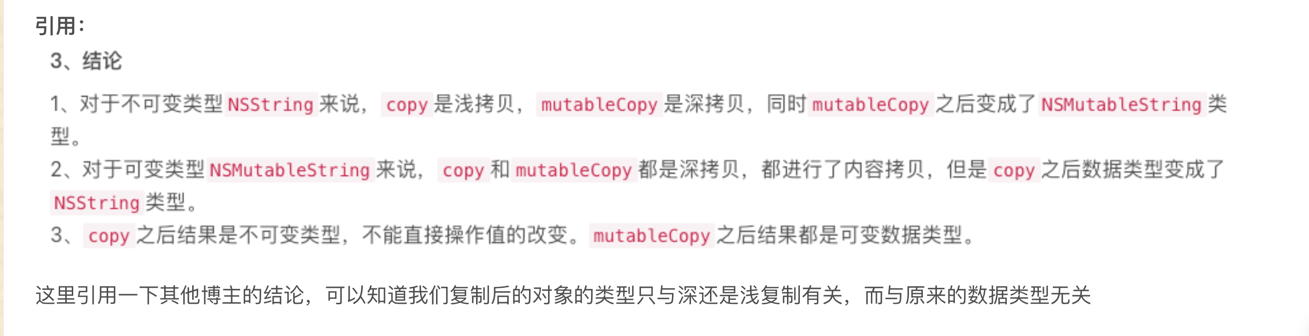 引用：
3、结论
1、对于不可变类型NSString来说，copy是浅拷贝，mutableCopy是深拷贝，同时mutableCopy之后变成了NSMutableString类
型。
2、对于可变类型NSMutableString来说，copy和mutableCopy都是深拷贝，都进行了内容拷贝，但是copy之后数据类型变成了
NSString类型。
3、copy之后结果是不可变类型，不能直接操作值的改变。mutableCopy之后结果都是可变数据类型。
这里引用一下其他博主的结论，可以知道我们复制后的对象的类型只与深还是浅复制有关，而与原来的数据类型无关